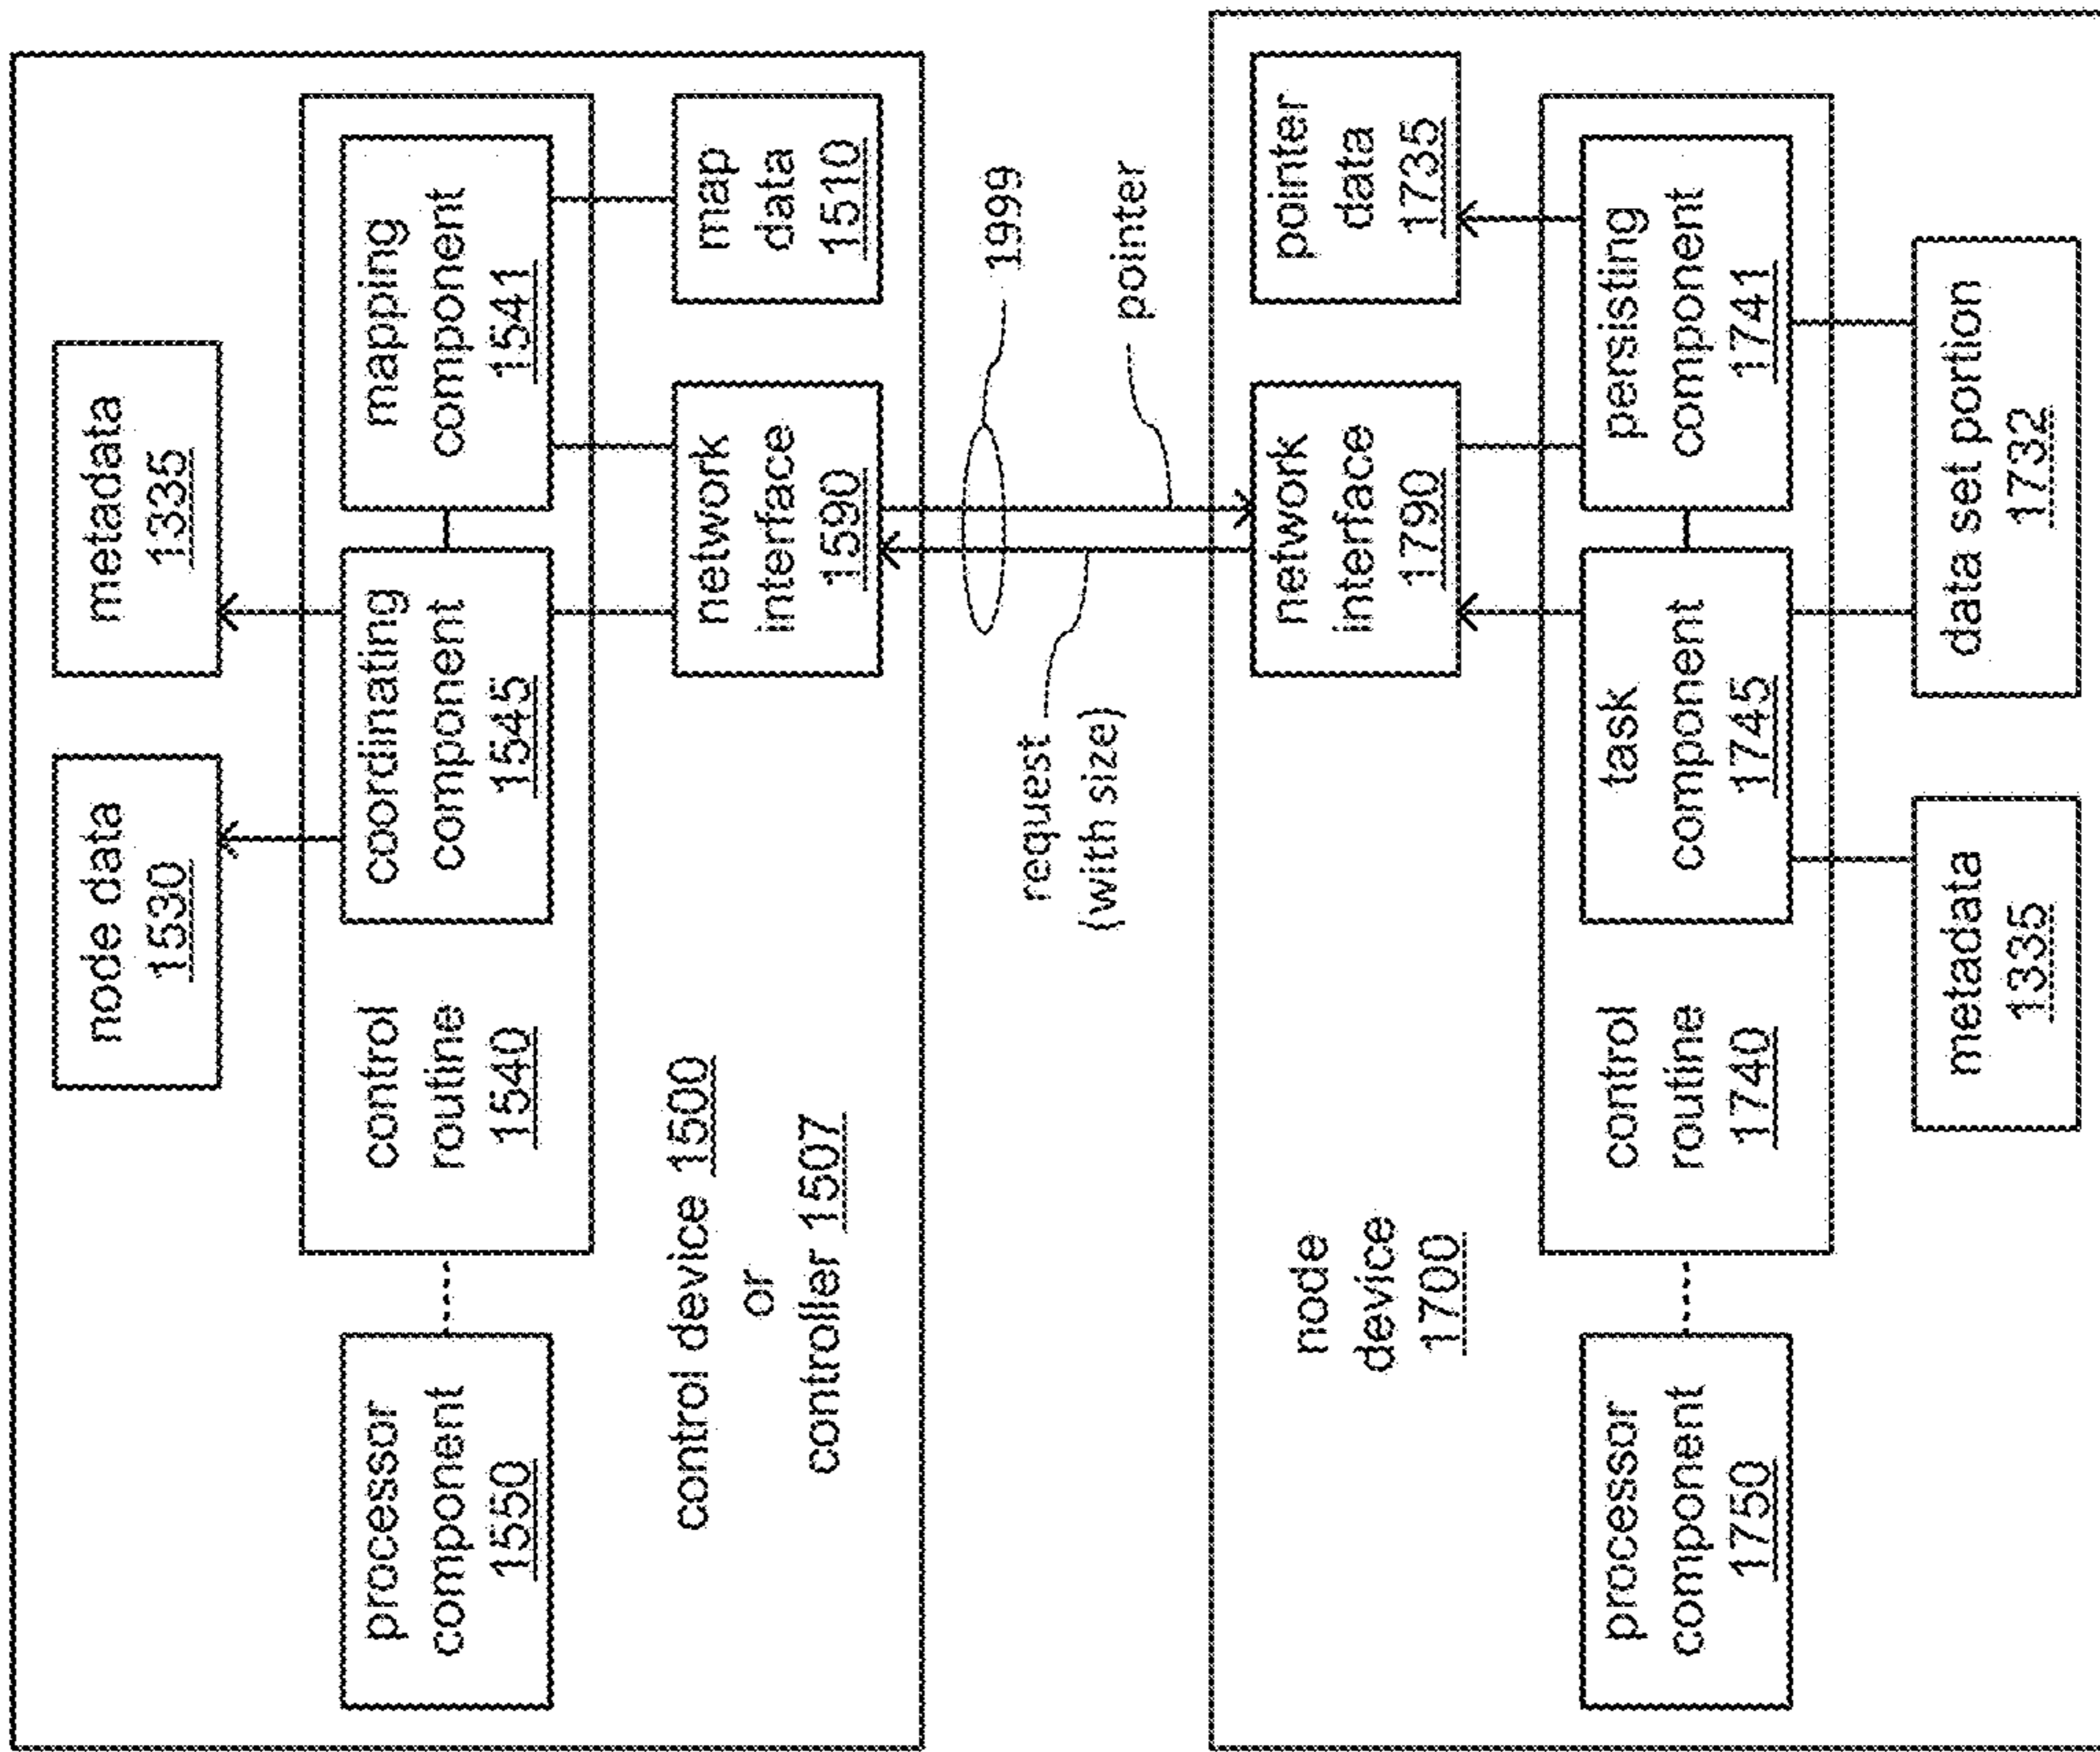 processor
component
1550
control
routine
1540
node data
1530
metadata
1335
coordinating
component
1545
mapping
component
1541
network
interface
1590
map
data
1510
control device 1500
or
controller 1507
1999
request
(with size)
pointer
node
device
1700
network
interface
1790
pointer
data
1735
processor
component
1750
control
routine
1740
task
component
1745
persisting
component
1741
metadata
1335
data set portion
1732